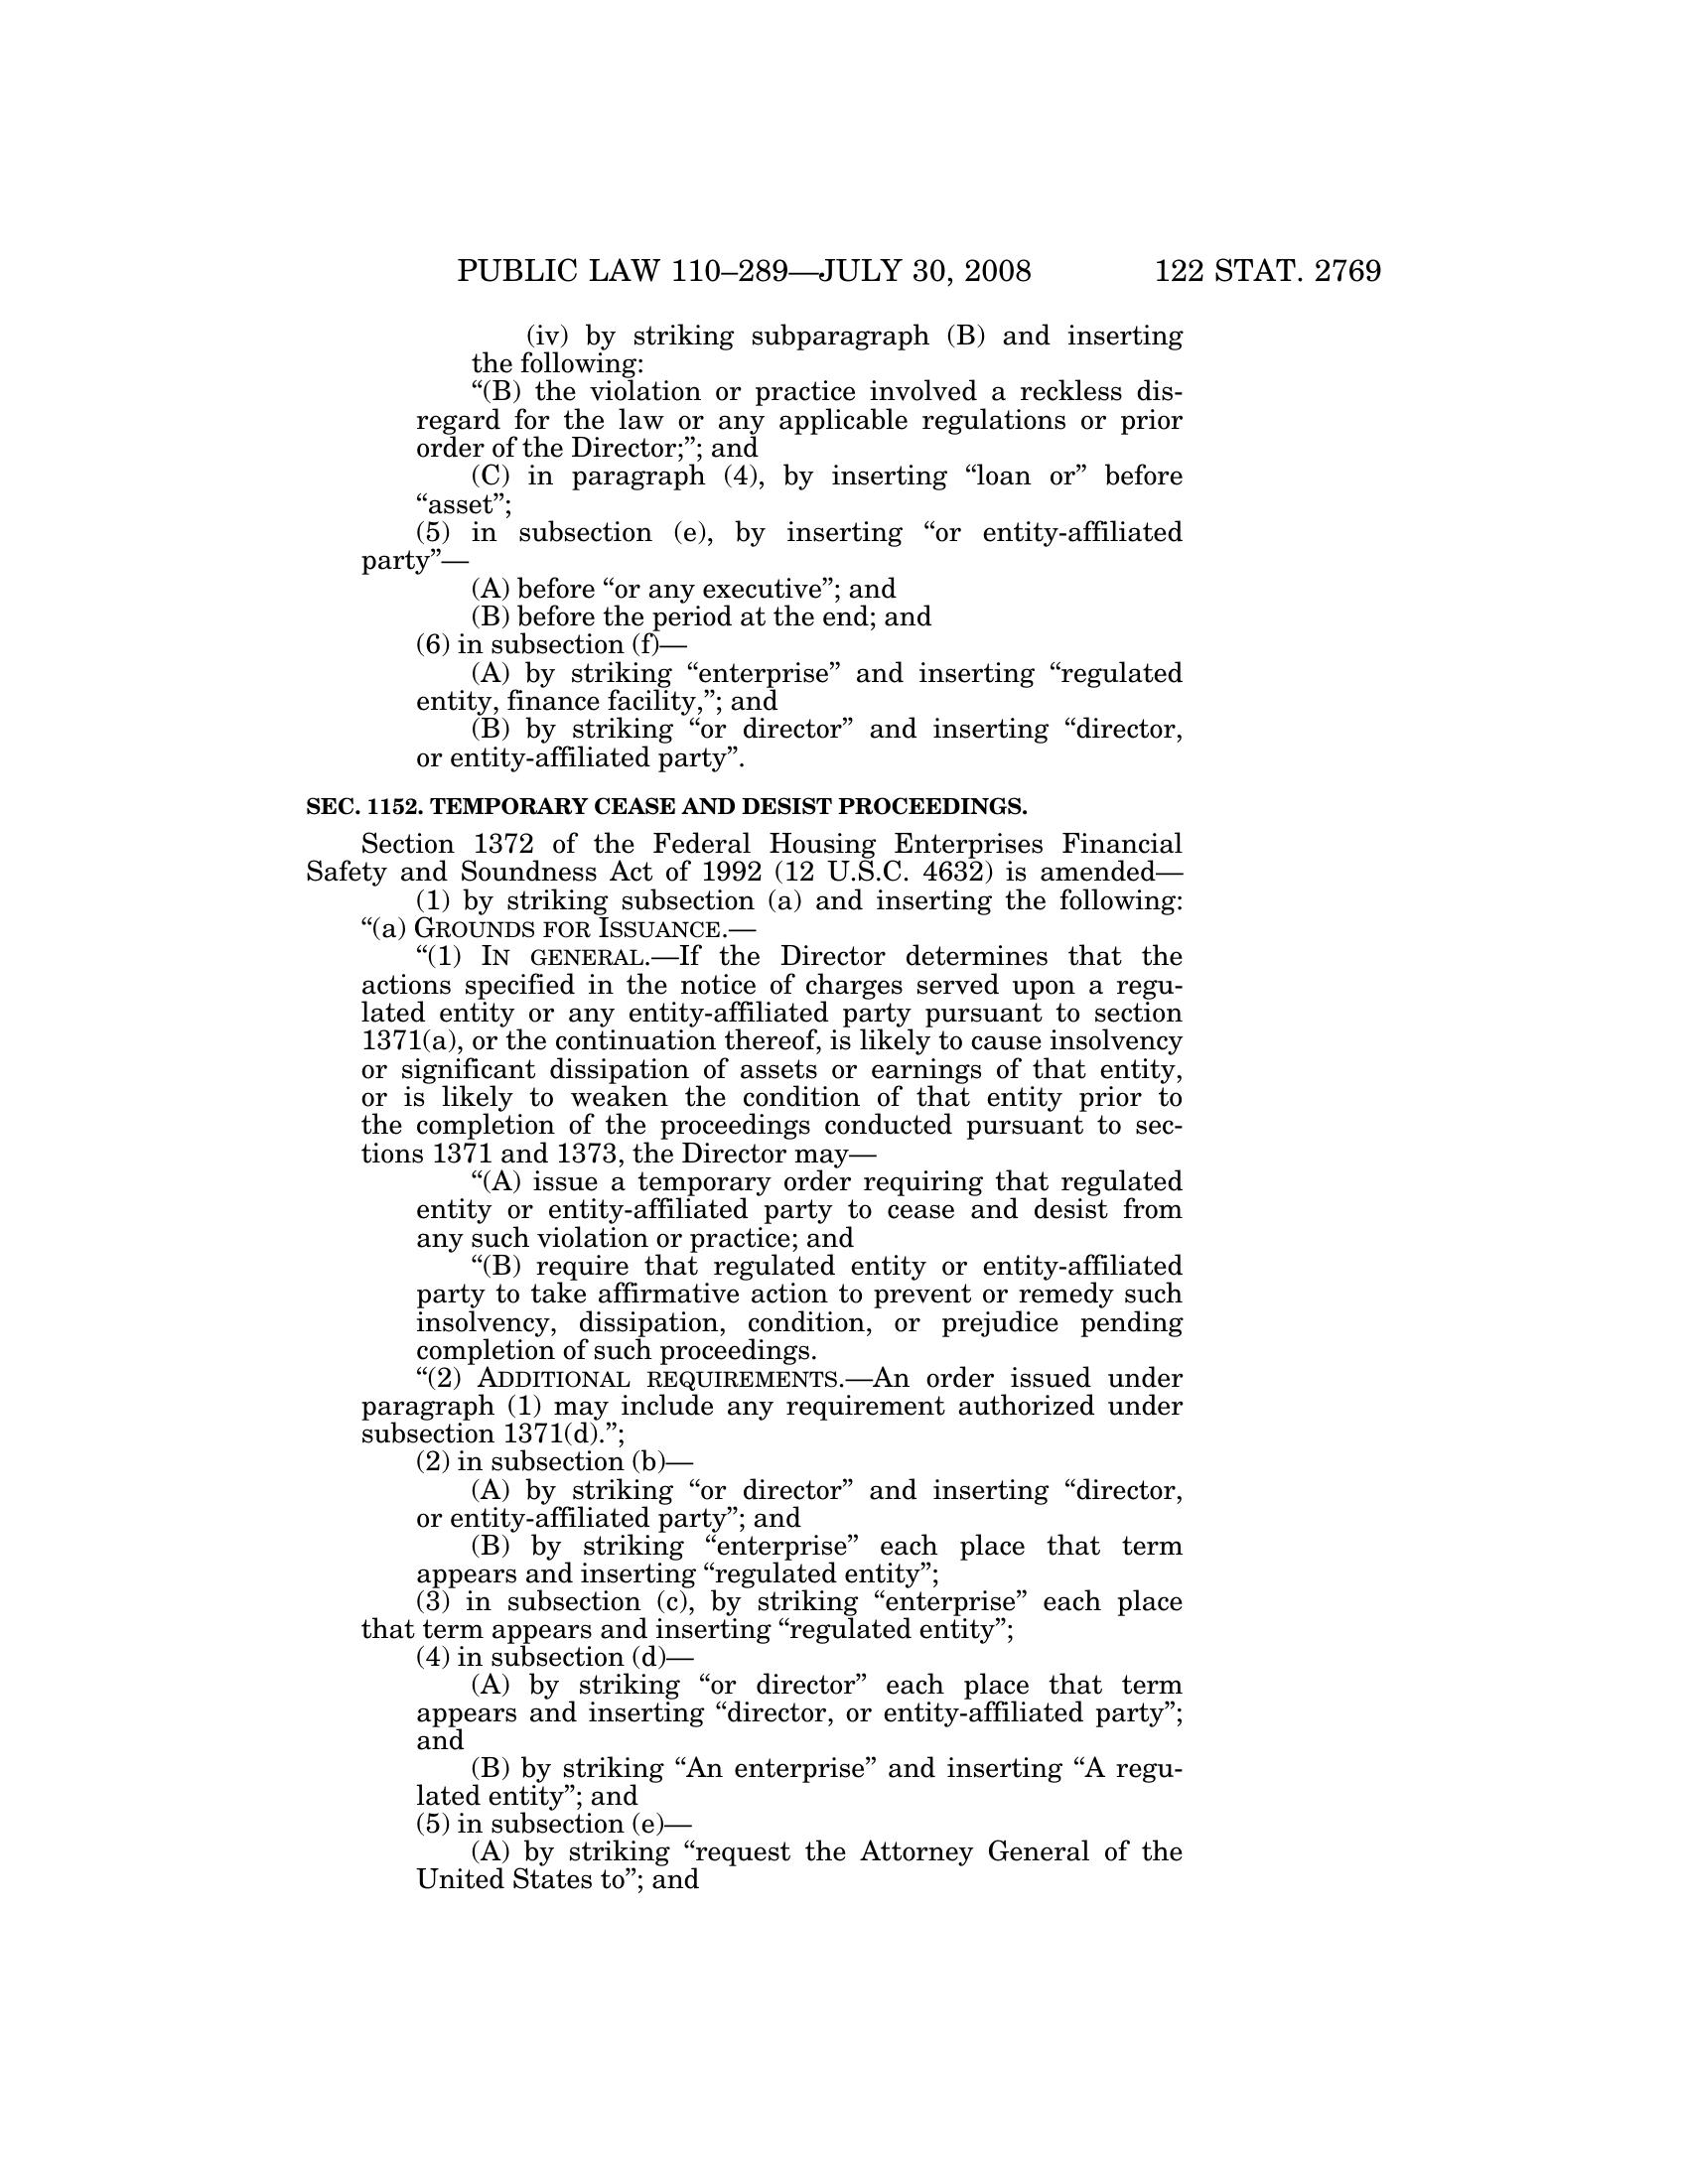 PUBLIC LAW 110–289—JULY 30, 2008 122 STAT. 2769
(iv) by striking subparagraph (B) and inserting
the following:
“(B) the violation or practice involved a reckless dis-
regard for the law or any applicable regulations or prior
order of the Director;”; and
(C) in paragraph (4), by inserting “loan or” before
“asset”;
(5) in subsection (e), by inserting “or entity-affiliated
party”—
(A) before “or any executive”; and
(B) before the period at the end; and
(6) in subsection (f)—
(A) by striking “enterprise” and inserting “regulated
entity, finance facility,”; and
(B) by striking “or director” and inserting “director,
or entity-affiliated party”.
SEC. 1152. TEMPORARY CEASE AND DESIST PROCEEDINGS.
Section 1372 of the Federal Housing Enterprises Financial
Safety and Soundness Act of 1992 (12 U.S.C. 4632) is amended—
(1) by striking subsection (a) and inserting the following:
“(a) GROUNDS FOR ISSUANCE.—
“(1) IN GENERAL.—If the Director determines that the
actions specified in the notice of charges served upon a regu-
lated entity or any entity-affiliated party pursuant to section
1371(a), or the continuation thereof, is likely to cause insolvency
or significant dissipation of assets or earnings of that entity,
or is likely to weaken the condition of that entity prior to
the completion of the proceedings conducted pursuant to sec-
tions 1371 and 1373, the Director may—
“(A) issue a temporary order requiring that regulated
entity or entity-affiliated party to cease and desist from
any such violation or practice; and
“(B) require that regulated entity or entity-affiliated
party to take affirmative action to prevent or remedy such
insolvency, dissipation, condition, or prejudice pending
completion of such proceedings.
“(2) ADDITIONAL REQUIREMENTS.—An order issued under
paragraph (1) may include any requirement authorized under
subsection 1371(d).”;
(2) in subsection (b)—
(A) by striking “or director” and inserting “director,
or entity-affiliated party”; and
(B) by striking “enterprise” each place that term
appears and inserting “regulated entity”;
(3) in subsection (c), by striking “enterprise” each place
that term appears and inserting “regulated entity”;
(4) in subsection (d)—
(A) by striking “or director” each place that term
appears and inserting “director, or entity-affiliated party”;
and
(B) by striking “An enterprise” and inserting “A regu-
lated entity”; and
(5) in subsection (e)—
(A) by striking “request the Attorney General of the
United States to”; and